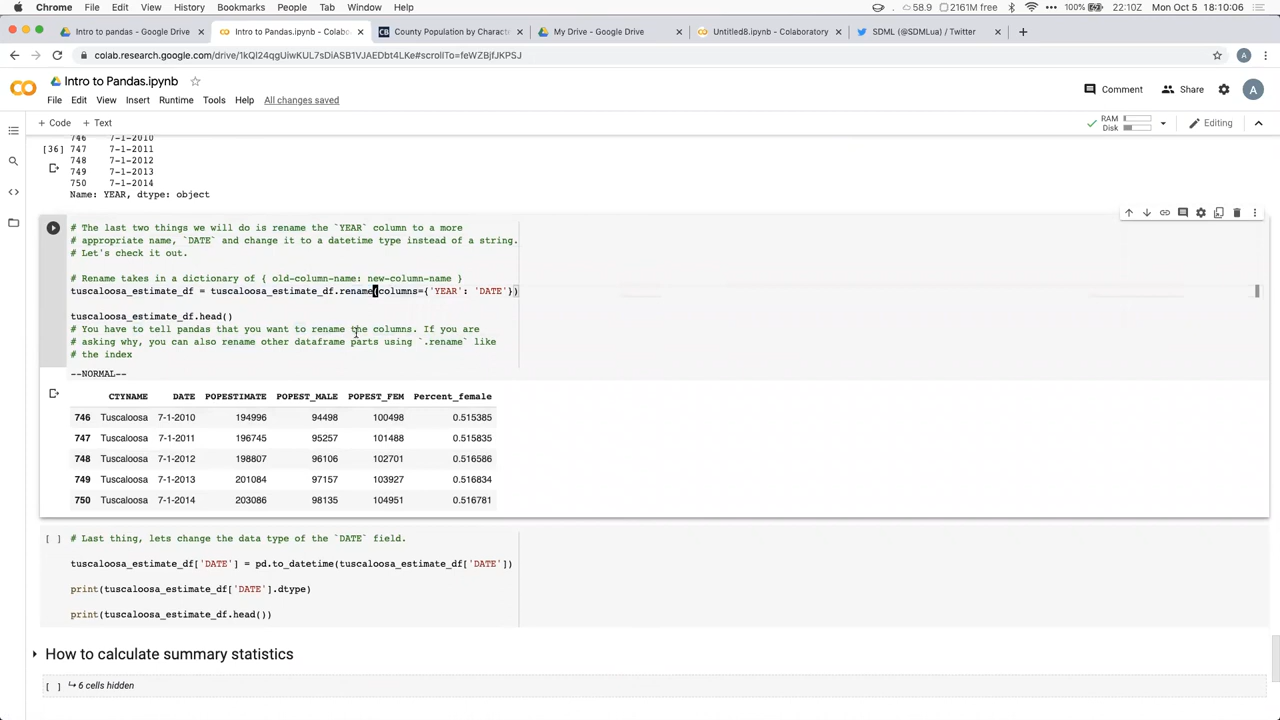 Chrome File Edit View History Bookmarks People Tab Window Help 58.9 2161M free 100% 22:10Z Mon Oct 5 18:10:06
Intro to pandas - Google Drive Intro to Pandas.ipynb - Colabo County Population by Charact My Drive - Google Drive Untitled8.ipynb - Colaboratory SDML (@SDMLua) / Twitter
colab.research.google.com/drive/1kQl24qgUiwKUL7sDiASB1VJAEDbt4LKe#scrollTo=feWZBjfJKPSJ
Intro to Pandas.ipynb
File Edit View Insert Runtime Tools Help All changes saved
Comment Share A
+ Code + Text
RAM
Disk
Editing
746 7-1-2010
[36] 747 7-1-2011
748 7-1-2012
749 7-1-2013
750 7-1-2014
Name: YEAR, dtype: object
# The last two things we will do is rename the `YEAR` column to a more
# appropriate name, `DATE` and change it to a datetime type instead of a string.
# Let's check it out.
# Rename takes in a dictionary of { old-column-name: new-column-name }
tuscaloosa_estimate_df = tuscaloosa_estimate_df.rename(columns={'YEAR': 'DATE'})
tuscaloosa_estimate_df.head()
# You have to tell pandas that you want to rename the columns. If you are
# asking why, you can also rename other dataframe parts using `.rename` like
# the index
--NORMAL--
CTYNAME DATE POPESTIMATE POPEST_MALE POPEST_FEM Percent_female
746 Tuscaloosa 7-1-2010 194996 94498 100498 0.515385
747 Tuscaloosa 7-1-2011 196745 95257 101488 0.515835
748 Tuscaloosa 7-1-2012 198807 96106 102701 0.516586
749 Tuscaloosa 7-1-2013 201084 97157 103927 0.516834
750 Tuscaloosa 7-1-2014 203086 98135 104951 0.516781
[ ] # Last thing, lets change the data type of the `DATE` field.
tuscaloosa_estimate_df['DATE'] = pd.to_datetime(tuscaloosa_estimate_df['DATE'])
print(tuscaloosa_estimate_df['DATE'].dtype)
print(tuscaloosa_estimate_df.head())
How to calculate summary statistics
[ ] ↳ 6 cells hidden